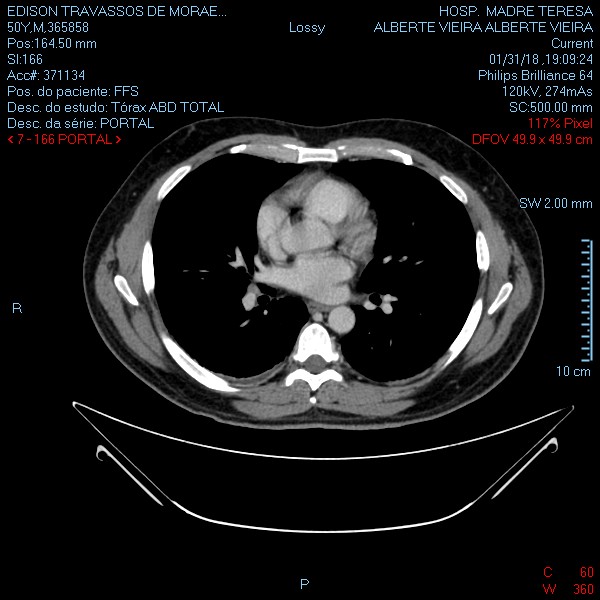 EDISON TRAVASSOS DE MORAE...
50Y,M,365858
Pos:164.50 mm
SI:166
Acc#: 371134
Pos. do paciente: FFS
Desc. do estudo: Tórax ABD TOTAL
Desc. da série: PORTAL
< 7 - 166 PORTAL >
Lossy
HOSP. MADRE TERESA
ALBERTE VIEIRA ALBERTE VIEIRA
Current
01/31/18 ,19:09:24
Philips Brilliance 64
120kV, 274mAs
SC:500.00 mm
117% Pixel
DFOV 49.9 x 49.9 cm
SW 2.00 mm
R
10 cm
P
C 60
W 360